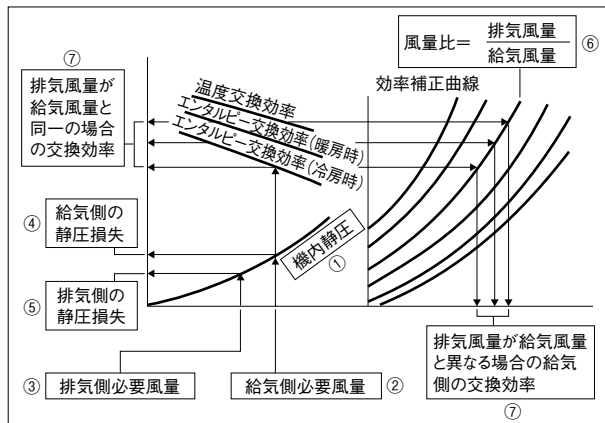 ⑦
排気風量が
給気風量と
同一の場合
の交換効率
温度交換効率
エンタルピー交換効率(暖房時)
エンタルピー交換効率(冷房時)
効率補正曲線
風量比＝ 排気風量
給気風量
⑥
④ 給気側の
静圧損失
⑤ 排気側の
静圧損失
機内静圧
①
③ 排気側必要風量
給気側必要風量 ②
排気風量が給気風量
と異なる場合の給気
側の交換効率
⑦